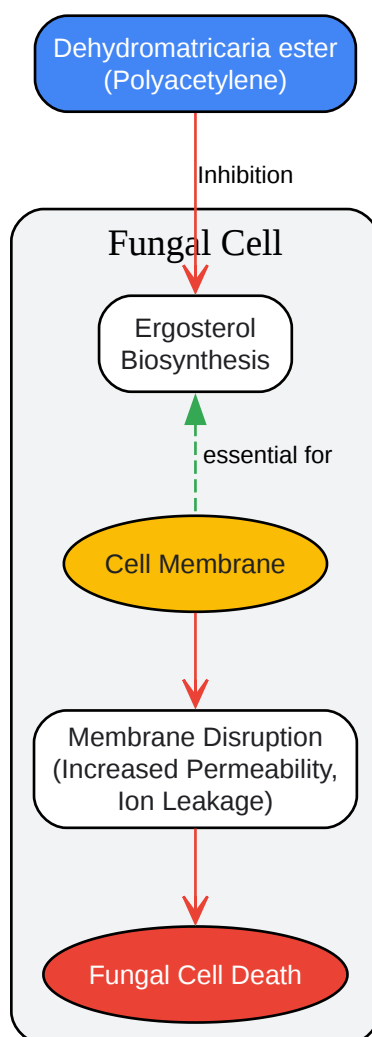 Dehydromatricaria ester
(Polyacetylene)
Inhibition
Fungal Cell
Ergosterol
Biosynthesis
essential for
Cell Membrane
Membrane Disruption
(Increased Permeability,
Ion Leakage)
Fungal Cell Death